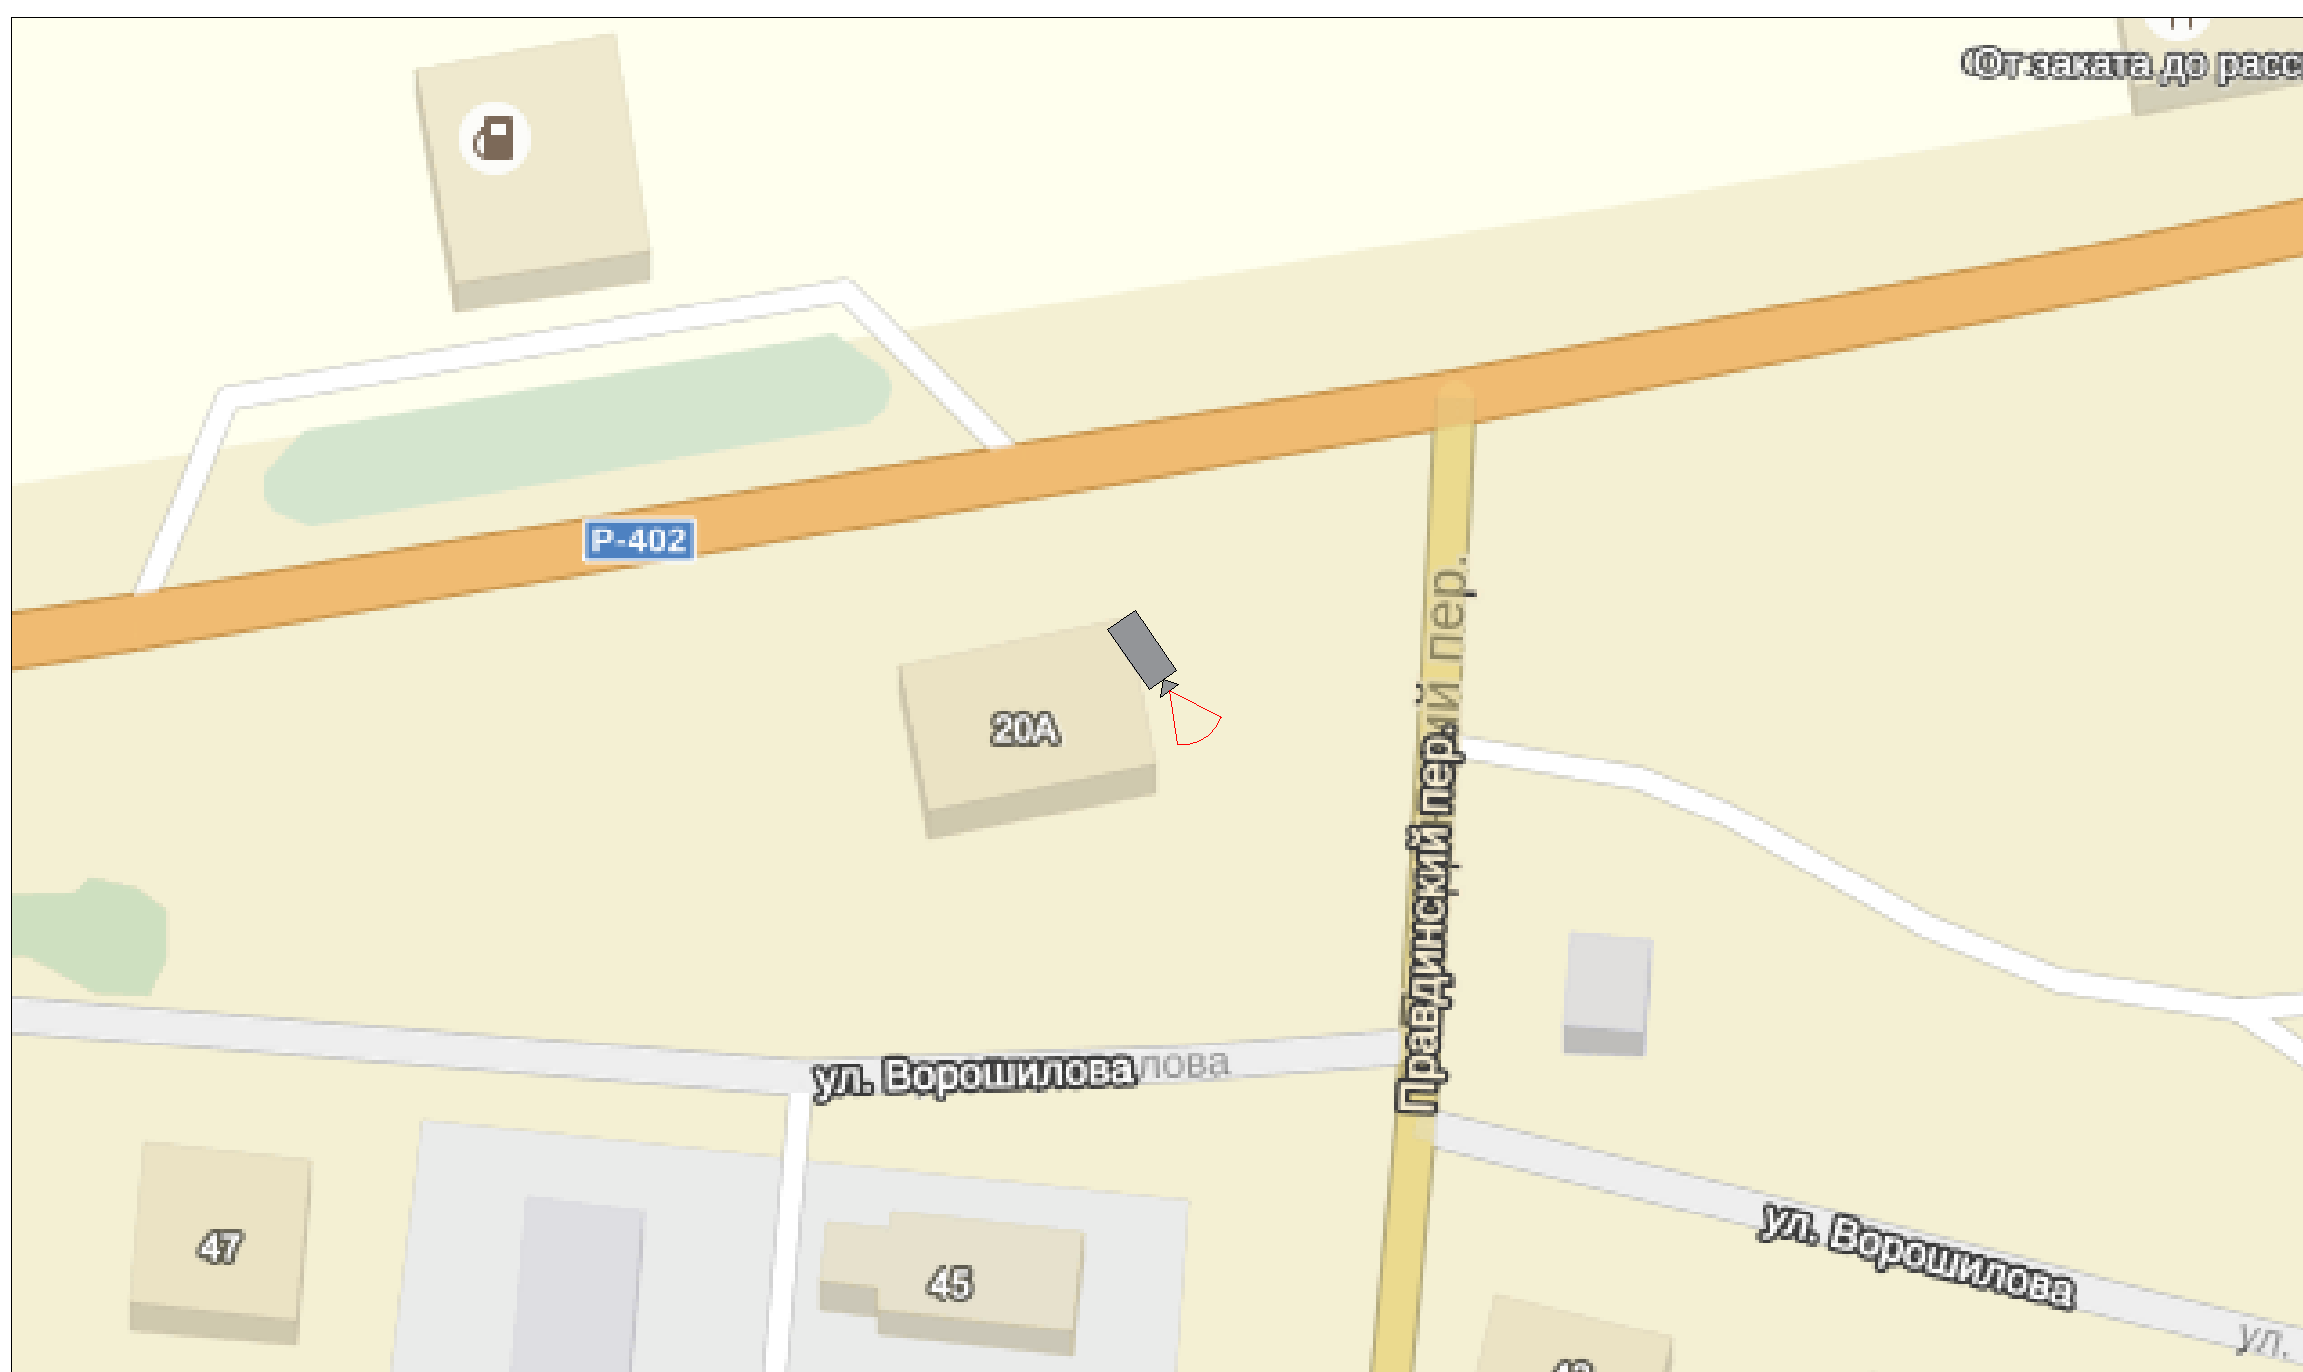 От заката до расс
Р-402
Правдинский пер.
й пер.
20А
ул. Ворошилова
лова
47
45
ул. Ворошилова
ул.